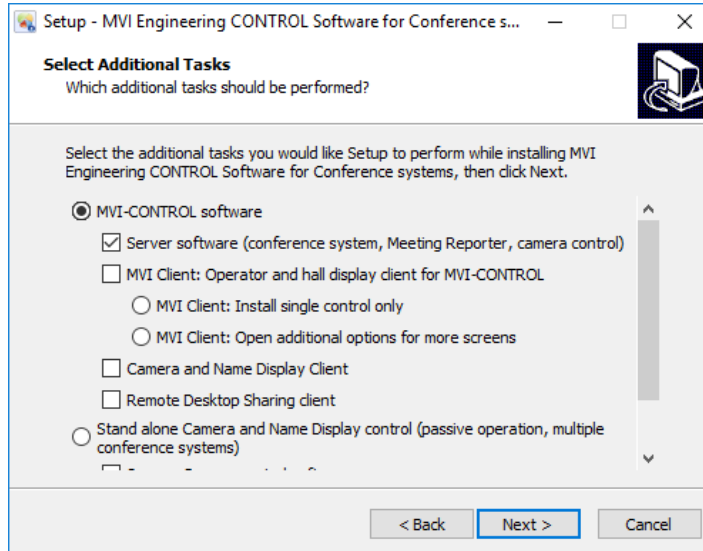 Setup - MVI Engineering CONTROL Software for Conference s...
Select Additional Tasks
Which additional tasks should be performed?
Select the additional tasks you would like Setup to perform while installing MVI
Engineering CONTROL Software for Conference systems, then click Next.
MVI-CONTROL software
Server software (conference system, Meeting Reporter, camera control)
MVI Client: Operator and hall display client for MVI-CONTROL
MVI Client: Install single control only
MVI Client: Open additional options for more screens
Camera and Name Display Client
Remote Desktop Sharing client
Stand alone Camera and Name Display control (passive operation, multiple
conference systems)
< Back
Next >
Cancel